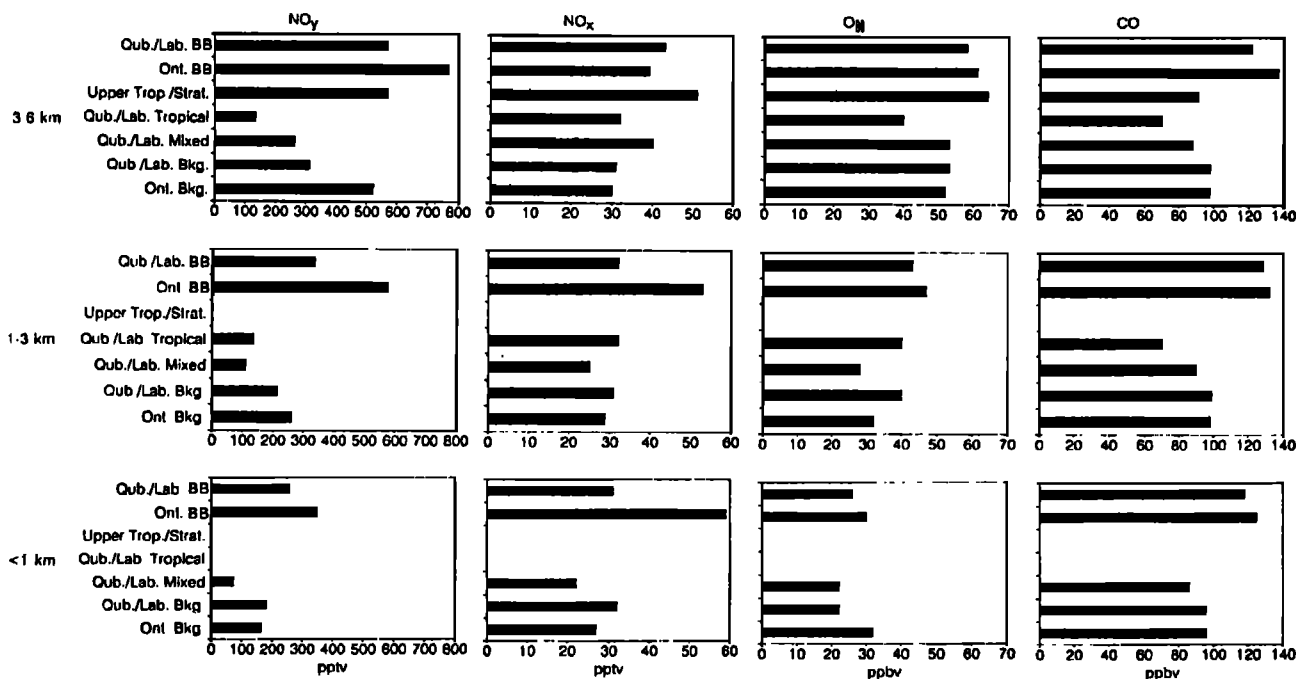 NOy NOx O CO
Qub./Lab. BB
Ont. BB
Upper Trop./Strat.
3 6 km Qub./Lab. Tropical
Qub./Lab. Mixed
Qub /Lab. Bkg.
Ont. Bkg.
0 100 200 300 400 500 600 700 800 0 10 20 30 40 50 60 0 10 20 30 40 50 60 70 0 20 40 60 80 100 120 140
Qub /Lab. BB
Ont BB
Upper Trop./Strat.
1-3 km Qub /Lab Tropical
Qub./Lab. Mixed
Qub /Lab. Bkg
Ont Bkg
0 100 200 300 400 500 600 700 800 0 10 20 30 40 50 60 0 10 20 30 40 50 60 70 0 20 40 60 80 100 120 140
Qub./Lab BB
Ont. BB
Upper Trop./Strat.
<1 km Qub./Lab Tropical
Qub./Lab. Mixed
Qub./Lab. Bkg
Ont Bkg
0 100 200 300 400 500 600 700 800 0 10 20 30 40 50 60 0 10 20 30 40 50 60 70 0 20 40 60 80 100 120 140
pptv pptv ppbv ppbv